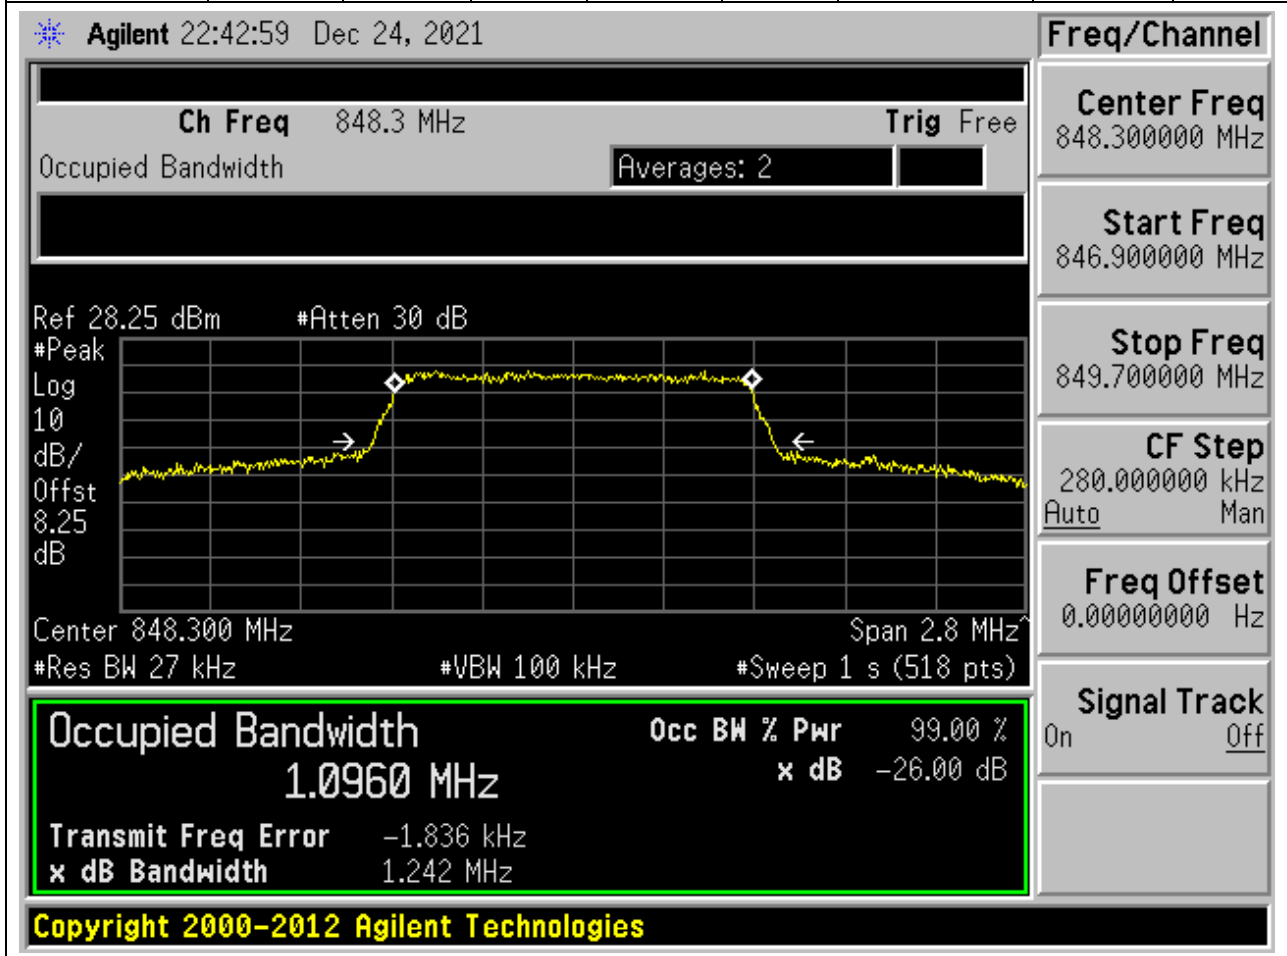 Agilent 22:42:59 Dec 24, 2021
Freq/Channel
Ch Freq 848.3 MHz Trig Free
Occupied Bandwidth Averages: 2
Center Freq
848.300000 MHz
Start Freq
846.900000 MHz
Stop Freq
849.700000 MHz
CF Step
280.000000 kHz
Auto Man
Freq Offset
0.00000000 Hz
Signal Track
On Off
Ref 28.25 dBm #Atten 30 dB
#Peak
Log
10
dB/
Offst
8.25
dB
Center 848.300 MHz Span 2.8 MHz^
#Res BW 27 kHz #VBW 100 kHz #Sweep 1 s (518 pts)
Occupied Bandwidth Occ BW % Pwr 99.00 %
1.0960 MHz x dB -26.00 dB
Transmit Freq Error -1.836 kHz
x dB Bandwidth 1.242 MHz
Copyright 2000-2012 Agilent Technologies